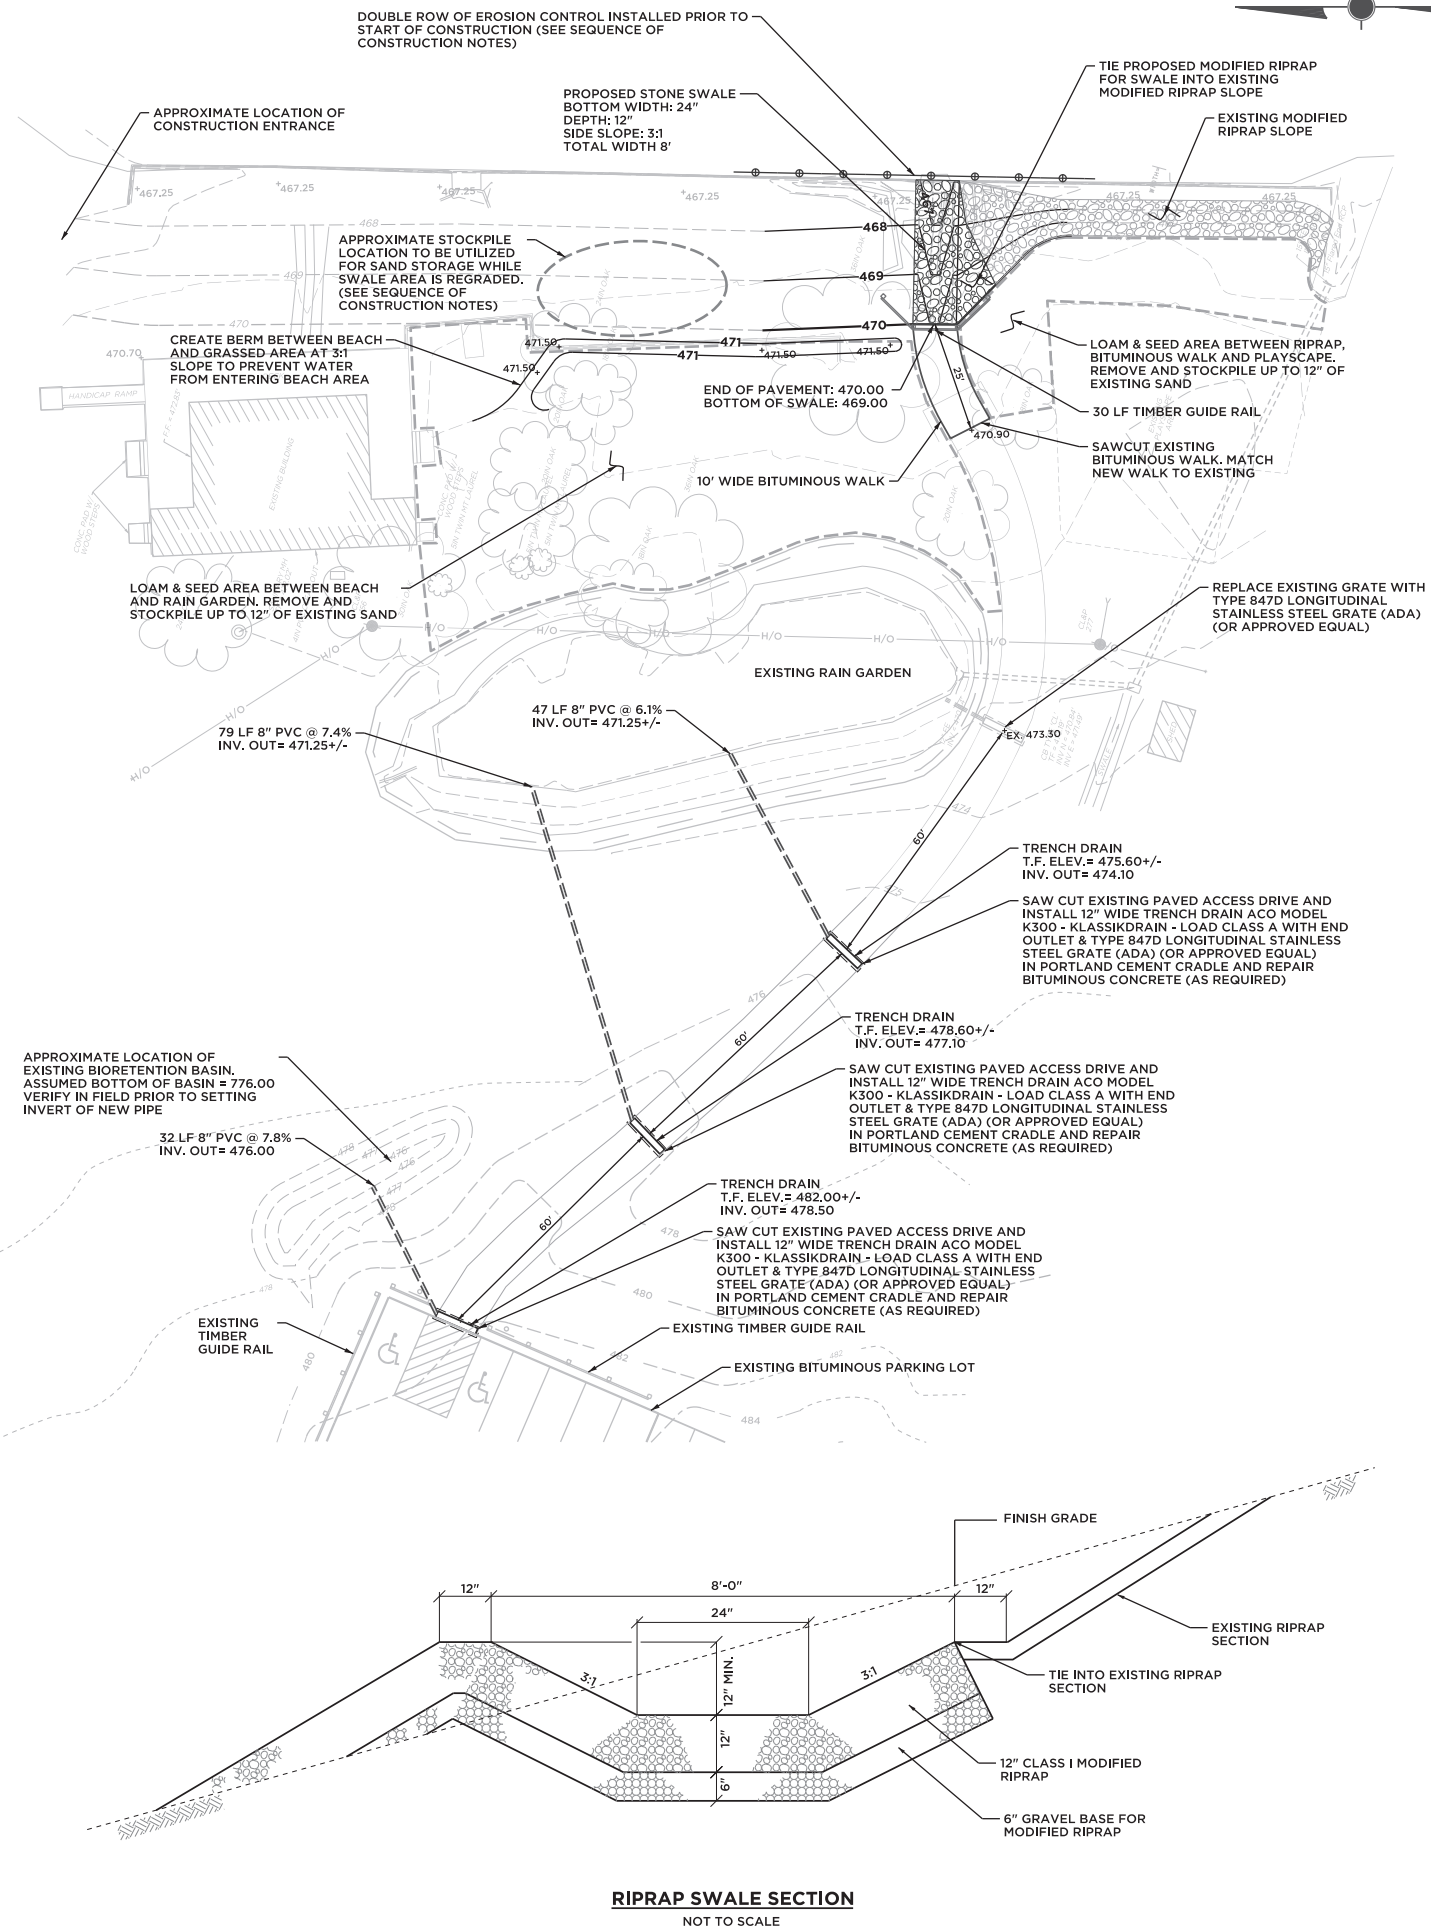 DOUBLE ROW OF EROSION CONTROL INSTALLED PRIOR TO
START OF CONSTRUCTION (SEE SEQUENCE OF
CONSTRUCTION NOTES)
TIE PROPOSED MODIFIED RIPRAP
FOR SWALE INTO EXISTING
MODIFIED RIPRAP SLOPE
PROPOSED STONE SWALE
BOTTOM WIDTH: 24"
DEPTH: 12"
SIDE SLOPE: 3:1
TOTAL WIDTH 8'
APPROXIMATE LOCATION OF
CONSTRUCTION ENTRANCE
EXISTING MODIFIED
RIPRAP SLOPE
467.25
467.25
467.25
467.25
467.25
467.25
467.25
467
468
468
APPROXIMATE STOCKPILE
LOCATION TO BE UTILIZED
FOR SAND STORAGE WHILE
SWALE AREA IS REGRADED.
(SEE SEQUENCE OF
CONSTRUCTION NOTES)
469
469
470
470
CREATE BERM BETWEEN BEACH
AND GRASSED AREA AT 3:1
SLOPE TO PREVENT WATER
FROM ENTERING BEACH AREA
470.70
471.50
471
471
471.50
471.50
471.50
LOAM & SEED AREA BETWEEN RIPRAP,
BITUMINOUS WALK AND PLAYSCAPE.
REMOVE AND STOCKPILE UP TO 12" OF
EXISTING SAND
HANDICAP RAMP
F.F.=472.85
EXISTING BUILDING
CONC. PAD W/
WOOD STEPS
END OF PAVEMENT: 470.00
BOTTOM OF SWALE: 469.00
25'
30 LF TIMBER GUIDE RAIL
470.90
SAWCUT EXISTING
BITUMINOUS WALK. MATCH
NEW WALK TO EXISTING
10' WIDE BITUMINOUS WALK
20IN OAK
LOAM & SEED AREA BETWEEN BEACH
AND RAIN GARDEN. REMOVE AND
STOCKPILE UP TO 12" OF EXISTING SAND
REPLACE EXISTING GRATE WITH
TYPE 847D LONGITUDINAL
STAINLESS STEEL GRATE (ADA)
(OR APPROVED EQUAL)
H/O
H/O
H/O
H/O
H/O
H/O
H/O
H/O
EXISTING RAIN GARDEN
47 LF 8" PVC @ 6.1%
INV. OUT= 471.25+/-
79 LF 8" PVC @ 7.4%
INV. OUT= 471.25+/-
EX. 473.30
SWALE
SHED
474
60'
TRENCH DRAIN
T.F. ELEV.= 475.60+/-
INV. OUT= 474.10
475
SAW CUT EXISTING PAVED ACCESS DRIVE AND
INSTALL 12" WIDE TRENCH DRAIN ACO MODEL
K300 - KLASSIKDRAIN - LOAD CLASS A WITH END
OUTLET & TYPE 847D LONGITUDINAL STAINLESS
STEEL GRATE (ADA) (OR APPROVED EQUAL)
IN PORTLAND CEMENT CRADLE AND REPAIR
BITUMINOUS CONCRETE (AS REQUIRED)
476
60'
TRENCH DRAIN
T.F. ELEV.= 478.60+/-
INV. OUT= 477.10
APPROXIMATE LOCATION OF
EXISTING BIORETENTION BASIN.
ASSUMED BOTTOM OF BASIN = 776.00
VERIFY IN FIELD PRIOR TO SETTING
INVERT OF NEW PIPE
SAW CUT EXISTING PAVED ACCESS DRIVE AND
INSTALL 12" WIDE TRENCH DRAIN ACO MODEL
K300 - KLASSIKDRAIN - LOAD CLASS A WITH END
OUTLET & TYPE 847D LONGITUDINAL STAINLESS
STEEL GRATE (ADA) (OR APPROVED EQUAL)
IN PORTLAND CEMENT CRADLE AND REPAIR
BITUMINOUS CONCRETE (AS REQUIRED)
32 LF 8" PVC @ 7.8%
INV. OUT= 476.00
478
477
476
476
477
478
60'
TRENCH DRAIN
T.F. ELEV.= 482.00+/-
INV. OUT= 478.50
478
SAW CUT EXISTING PAVED ACCESS DRIVE AND
INSTALL 12" WIDE TRENCH DRAIN ACO MODEL
K300 - KLASSIKDRAIN - LOAD CLASS A WITH END
OUTLET & TYPE 847D LONGITUDINAL STAINLESS
STEEL GRATE (ADA) (OR APPROVED EQUAL)
IN PORTLAND CEMENT CRADLE AND REPAIR
BITUMINOUS CONCRETE (AS REQUIRED)
478
480
EXISTING
TIMBER
GUIDE RAIL
EXISTING TIMBER GUIDE RAIL
480
482
482
EXISTING BITUMINOUS PARKING LOT
484
FINISH GRADE
12"
8'-0"
12"
24"
EXISTING RIPRAP
SECTION
3:1
12" MIN.
3:1
TIE INTO EXISTING RIPRAP
SECTION
12"
12" CLASS I MODIFIED
RIPRAP
6"
6" GRAVEL BASE FOR
MODIFIED RIPRAP
RIPRAP SWALE SECTION
NOT TO SCALE